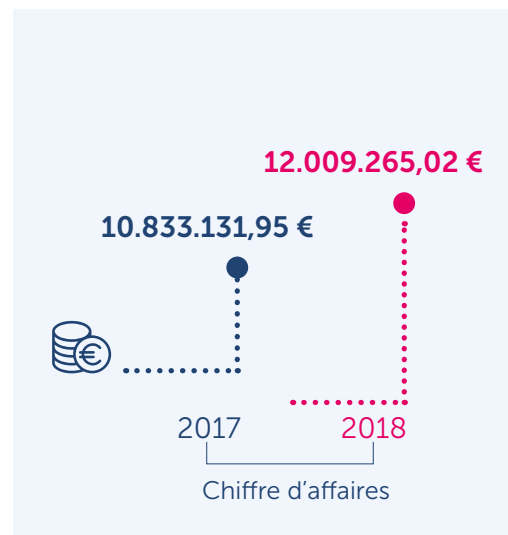 12.009.265,02 €
10.833.131,95 €
€
2017 2018
Chiffre d'affaires